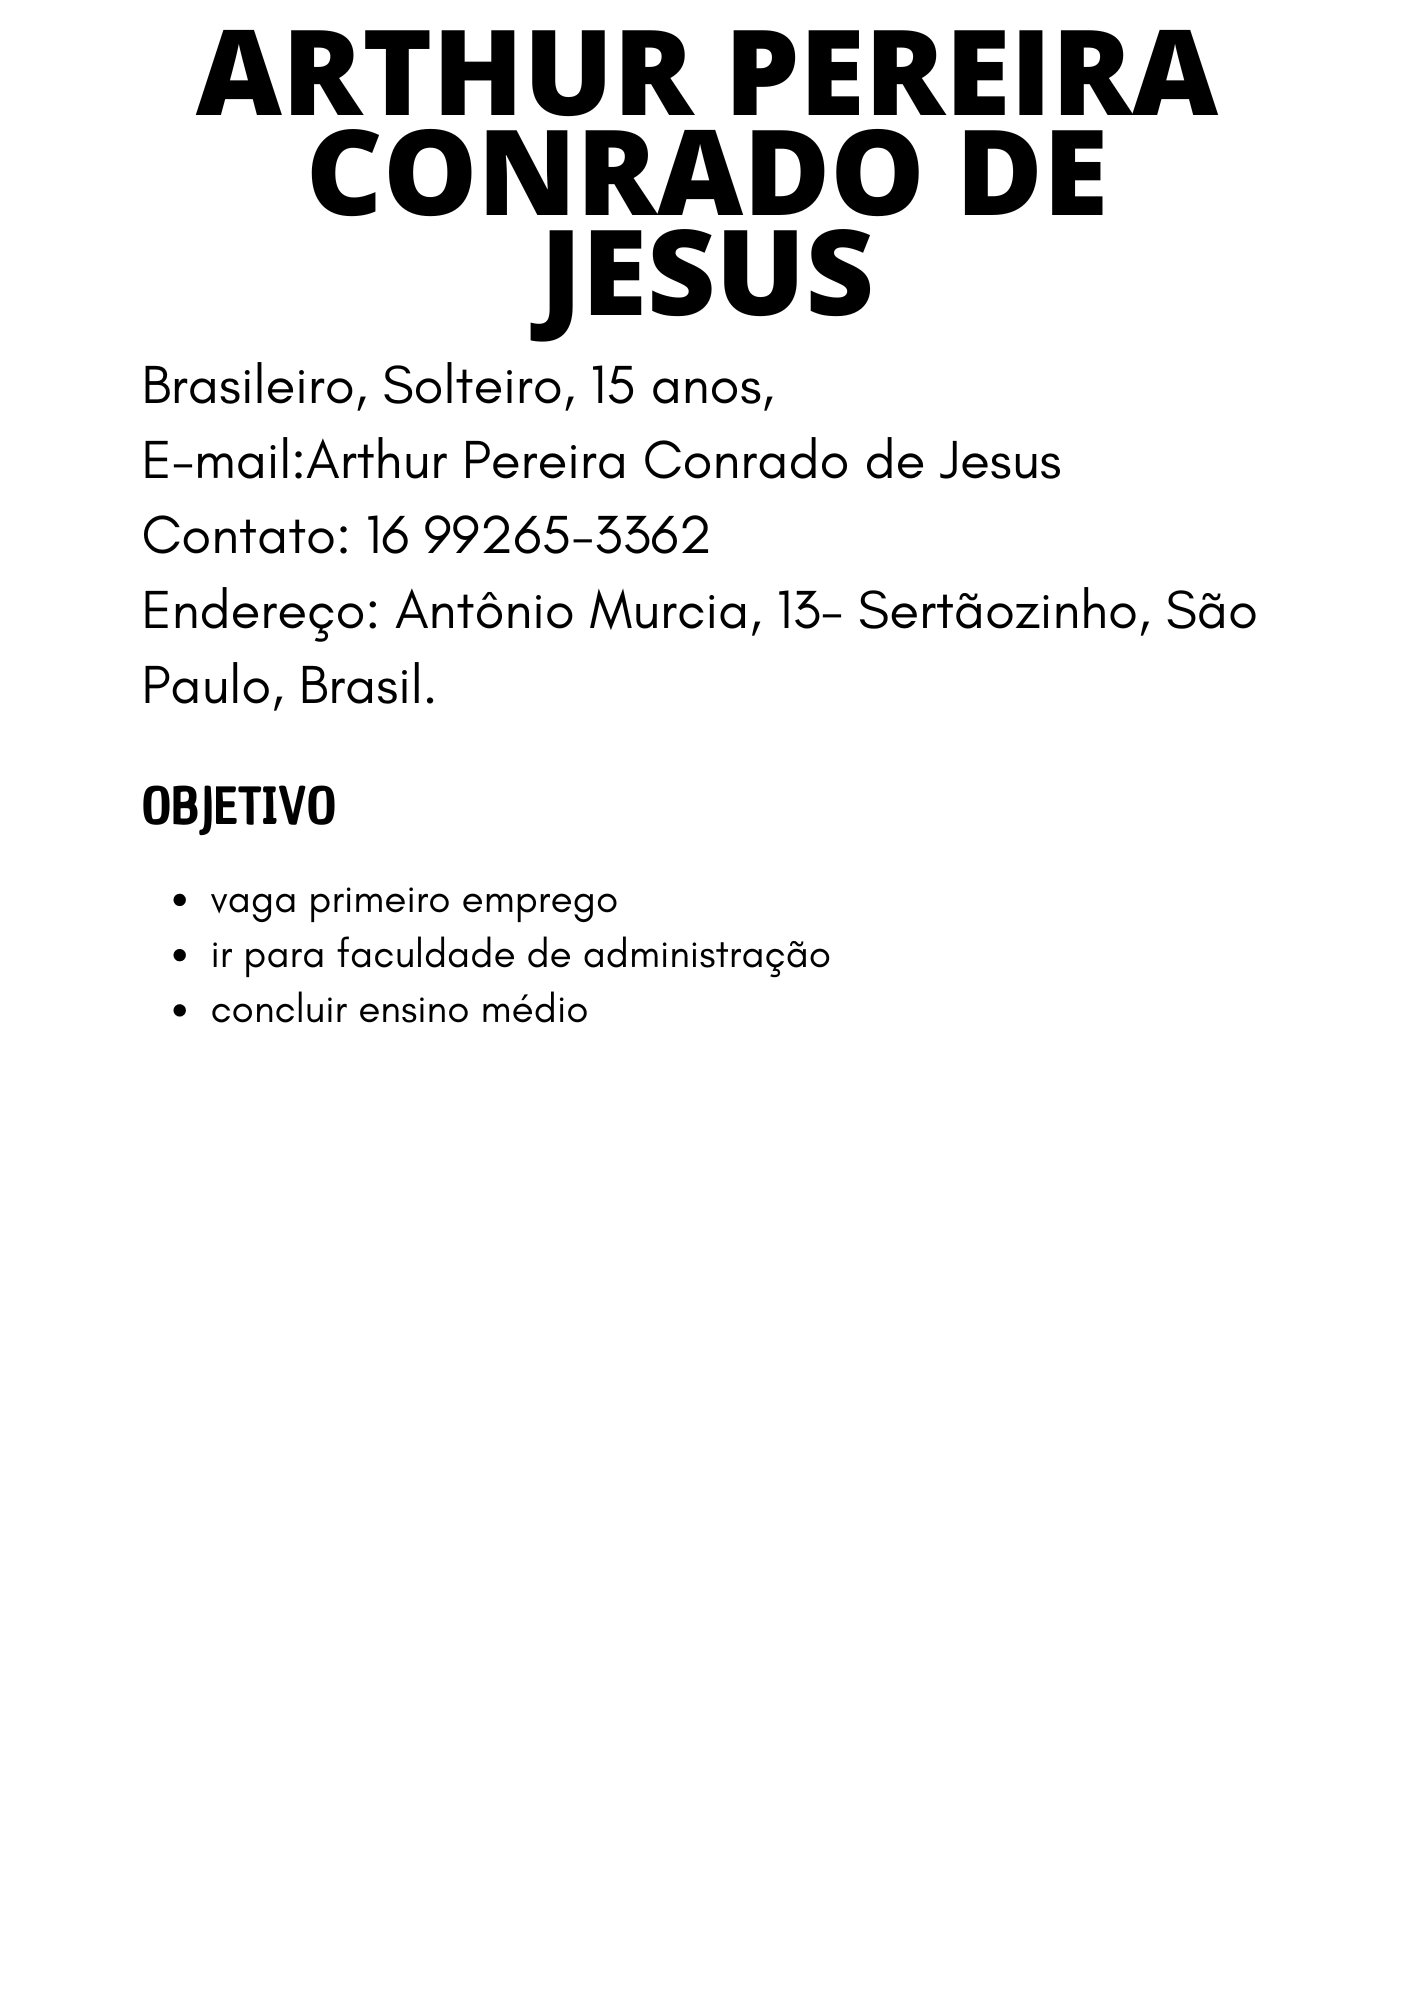 ARTHUR PEREIRA
CONRADO DE
JESUS
Brasileiro, Solteiro, 15 anos,
E-mail:Arthur Pereira Conrado de Jesus
Contato: 16 99265-3362
Endereço: Antônio Murcia, 13- Sertãozinho, São
Paulo, Brasil.
OBJETIVO
• vaga primeiro emprego
• ir para faculdade de administração
• concluir ensino médio